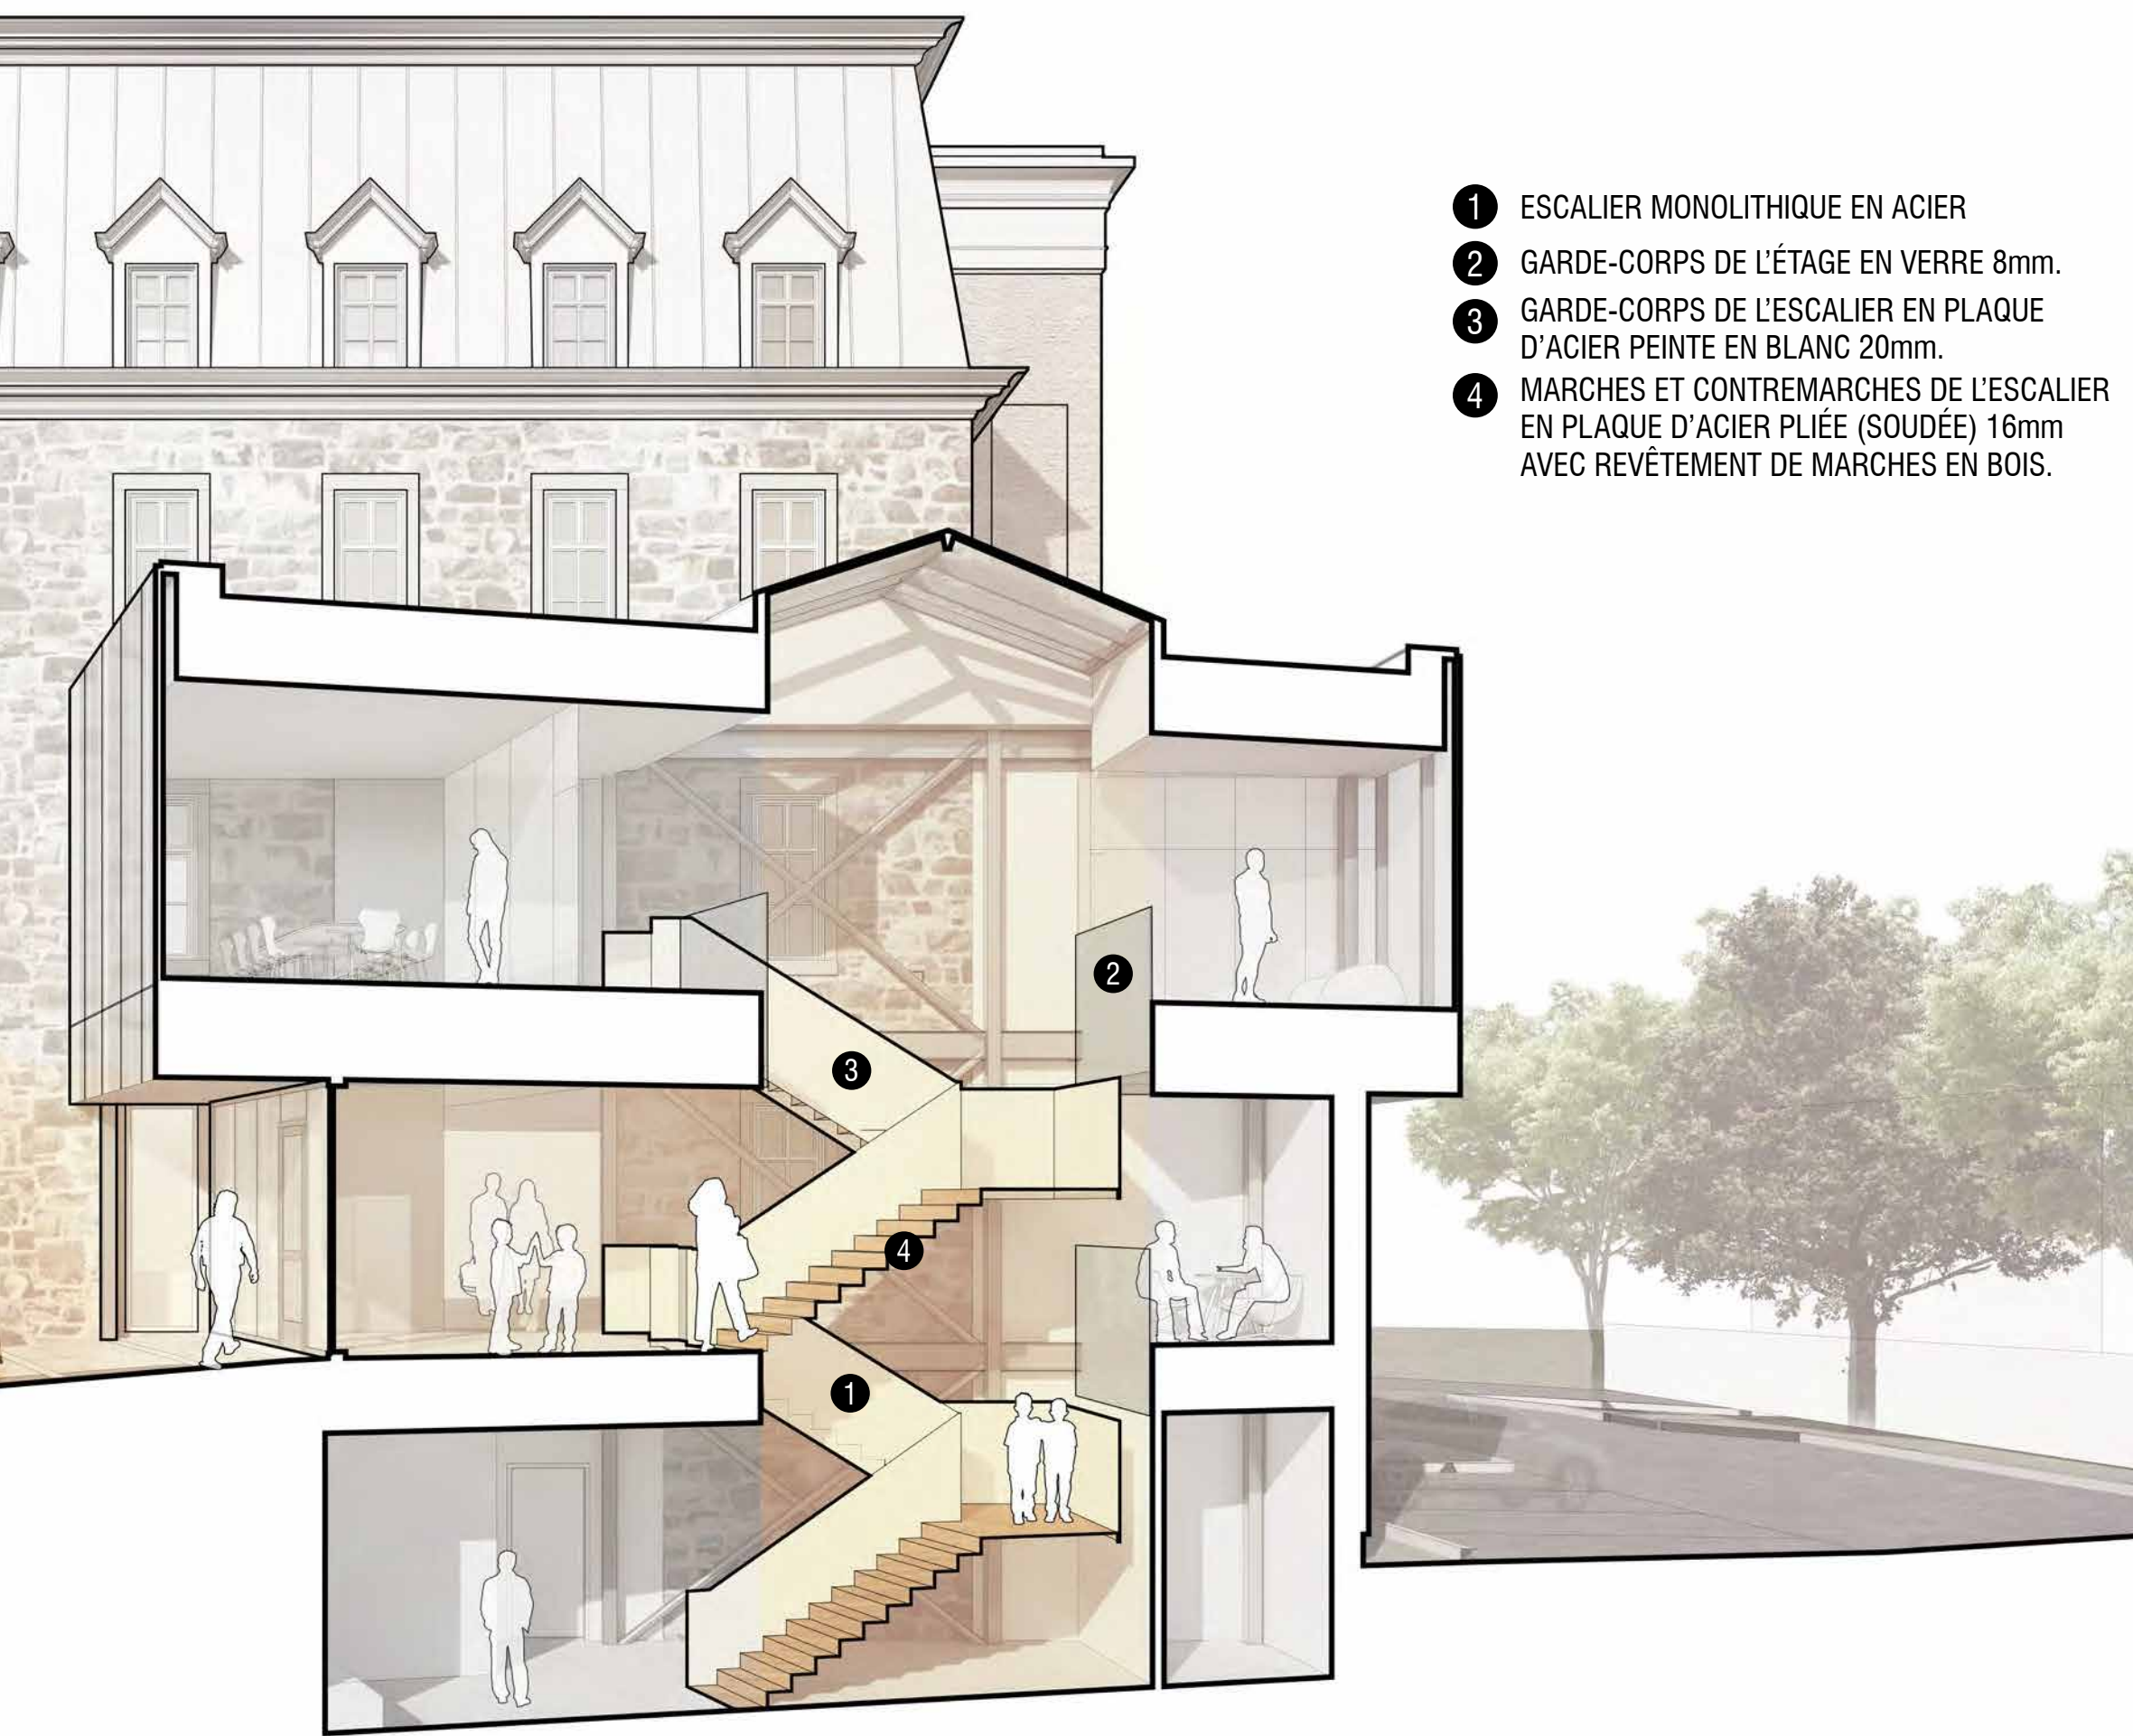 1 ESCALIER MONOLITHIQUE EN ACIER
2 GARDE-CORPS DE L'ÉTAGE EN VERRE 8mm.
3 GARDE-CORPS DE L'ESCALIER EN PLAQUE
D'ACIER PEINTE EN BLANC 20mm.
4 MARCHES ET CONTREMARCHES DE L'ESCALIER
EN PLAQUE D'ACIER PLIÉE (SOUDÉE) 16mm
AVEC REVÊTEMENT DE MARCHES EN BOIS.
2
3
4
1